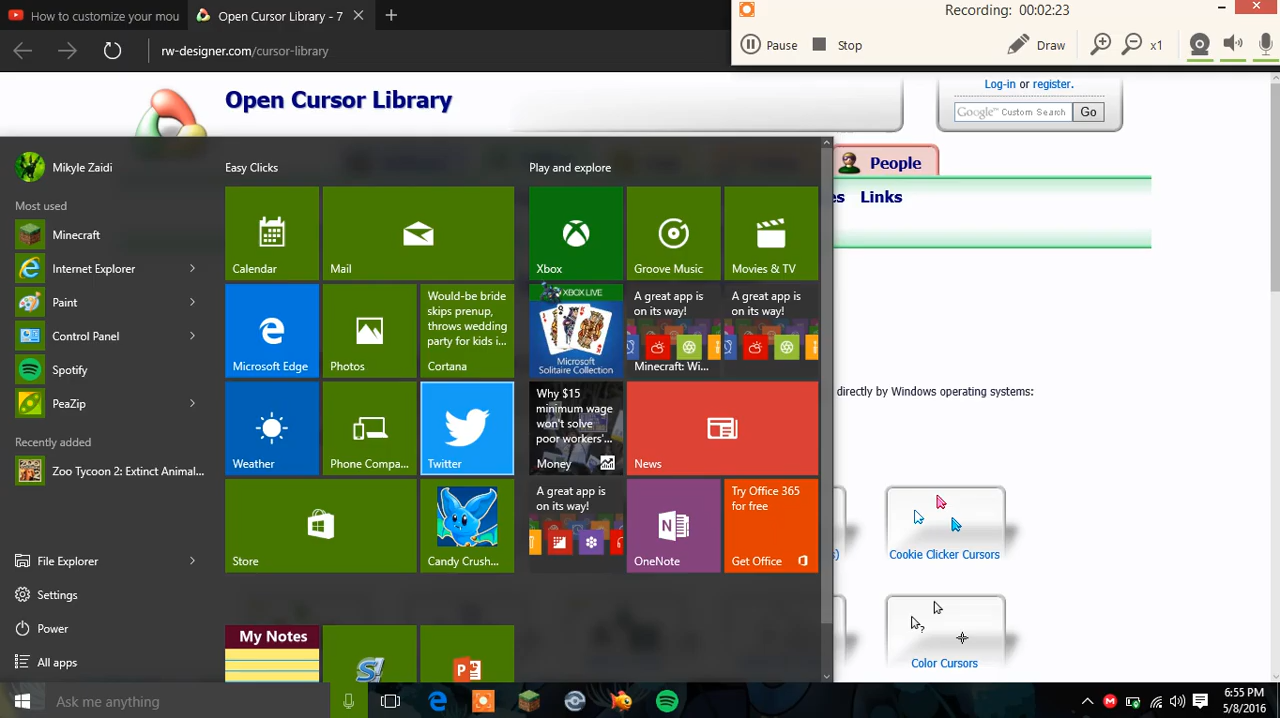 How to customize your mou
Open Cursor Library - 7
rw-designer.com/cursor-library
Recording: 00:02:23
Pause
Stop
Draw
x1
Open Cursor Library
Log-in or register.
Google™ Custom Search
Go
People
es Links
directly by Windows operating systems:
s)
Cookie Clicker Cursors
Color Cursors
Mikyle Zaidi
Most used
Minecraft
Internet Explorer
Paint
Control Panel
Spotify
PeaZip
Recently added
Zoo Tycoon 2: Extinct Animal...
File Explorer
Settings
Power
All apps
Easy Clicks
Calendar
Mail
Microsoft Edge
Photos
Would-be bride
skips prenup,
throws wedding
party for kids i...
Cortana
Weather
Phone Compa...
Twitter
Store
Candy Crush...
My Notes
Play and explore
Xbox
Groove Music
Movies & TV
XBOX LIVE
Microsoft
Solitaire Collection
A great app is
on its way!
Minecraft: Wi...
A great app is
on its way!
Why $15
minimum wage
won't solve
poor workers'...
Money
News
A great app is
on its way!
OneNote
Try Office 365
for free
Get Office
Ask me anything
6:55 PM
5/8/2016